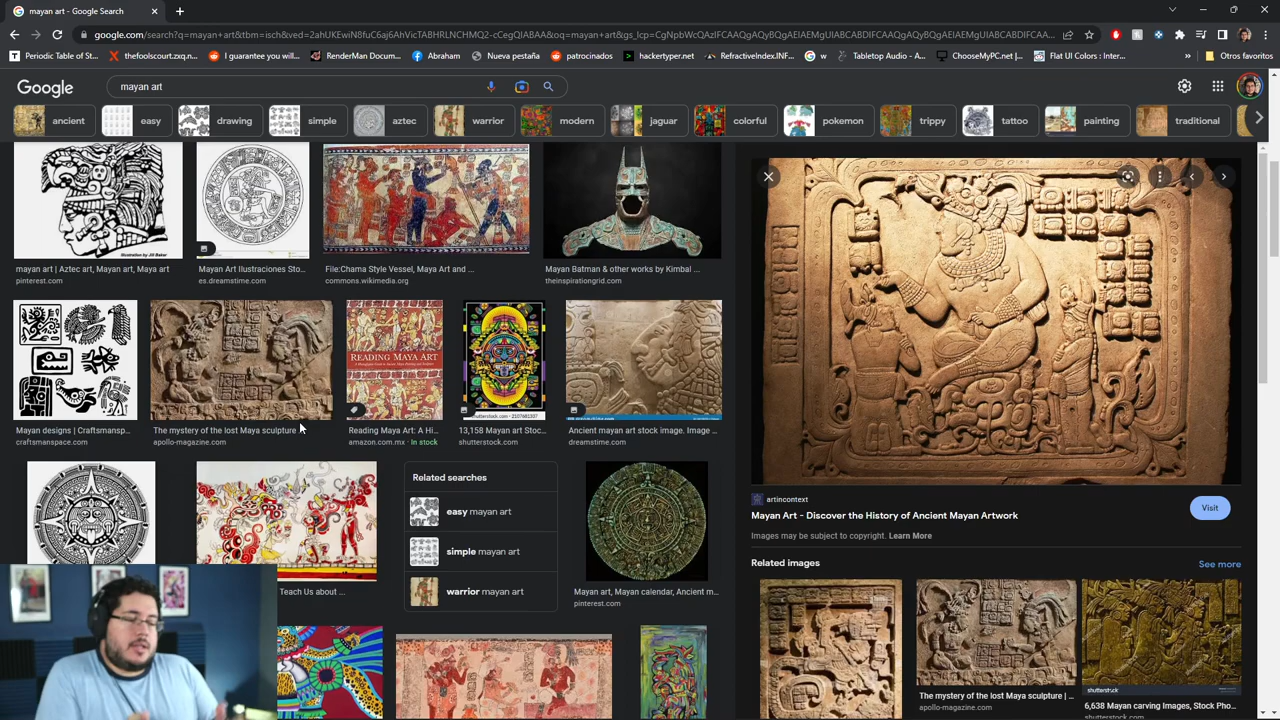 mayan art - Google Search
google.com/search?q=mayan+art&tbm=isch&ved=2ahUKEwiN8fuC6aj6AhVicTABHRLNCHMQ2-cCegQIABAA&oq=mayan+art&gs_lcp=CgNpbWcQAzIFCAAQgAQyBQgAEIAEMgUIABCABDIFCAAQgAQyBQgAEIAEMgUIABCABDIFCAA...
Periodic Table of St...
thefoolscourt.zxq.n...
RenderMan Docum...
Abraham
Nueva pestaña
patrocinados
hackertyper.net
RefractiveINDEX.INF...
w
Tabletop Audio - A...
ChooseMyPC.net |...
Flat UI Colors : Inter...
Otros favoritos
Google
mayan art
ancient
easy
drawing
simple
aztec
warrior
modern
jaguar
colorful
pokemon
trippy
tattoo
painting
traditional
mayan art | Aztec art, Mayan art, Maya art
pinterest.com
Mayan Art Ilustraciones Sto...
es.dreamstime.com
File:Chama Style Vessel, Maya Art and ...
commons.wikimedia.org
Mayan Batman & other works by Kimbal ...
theinspirationgrid.com
READING MAYA ART
Mayan designs | Craftsmansp...
craftsmanspace.com
The mystery of the lost Maya sculpture
apollo-magazine.com
Reading Maya Art: A Hi...
amazon.com.mx · In stock
13,158 Mayan art Stoc...
shutterstock.com
Ancient mayan art stock image. Image ...
dreamstime.com
Related searches
easy mayan art
simple mayan art
warrior mayan art
Teach Us about ...
Mayan art, Mayan calendar, Ancient m...
pinterest.com
artincontext
Mayan Art - Discover the History of Ancient Mayan Artwork
Visit
Images may be subject to copyright. Learn More
Related images
See more
The mystery of the lost Maya sculpture | ...
apollo-magazine.com
shutterstock
6,638 Mayan carving Images, Stock Pho...
shutterstock.com